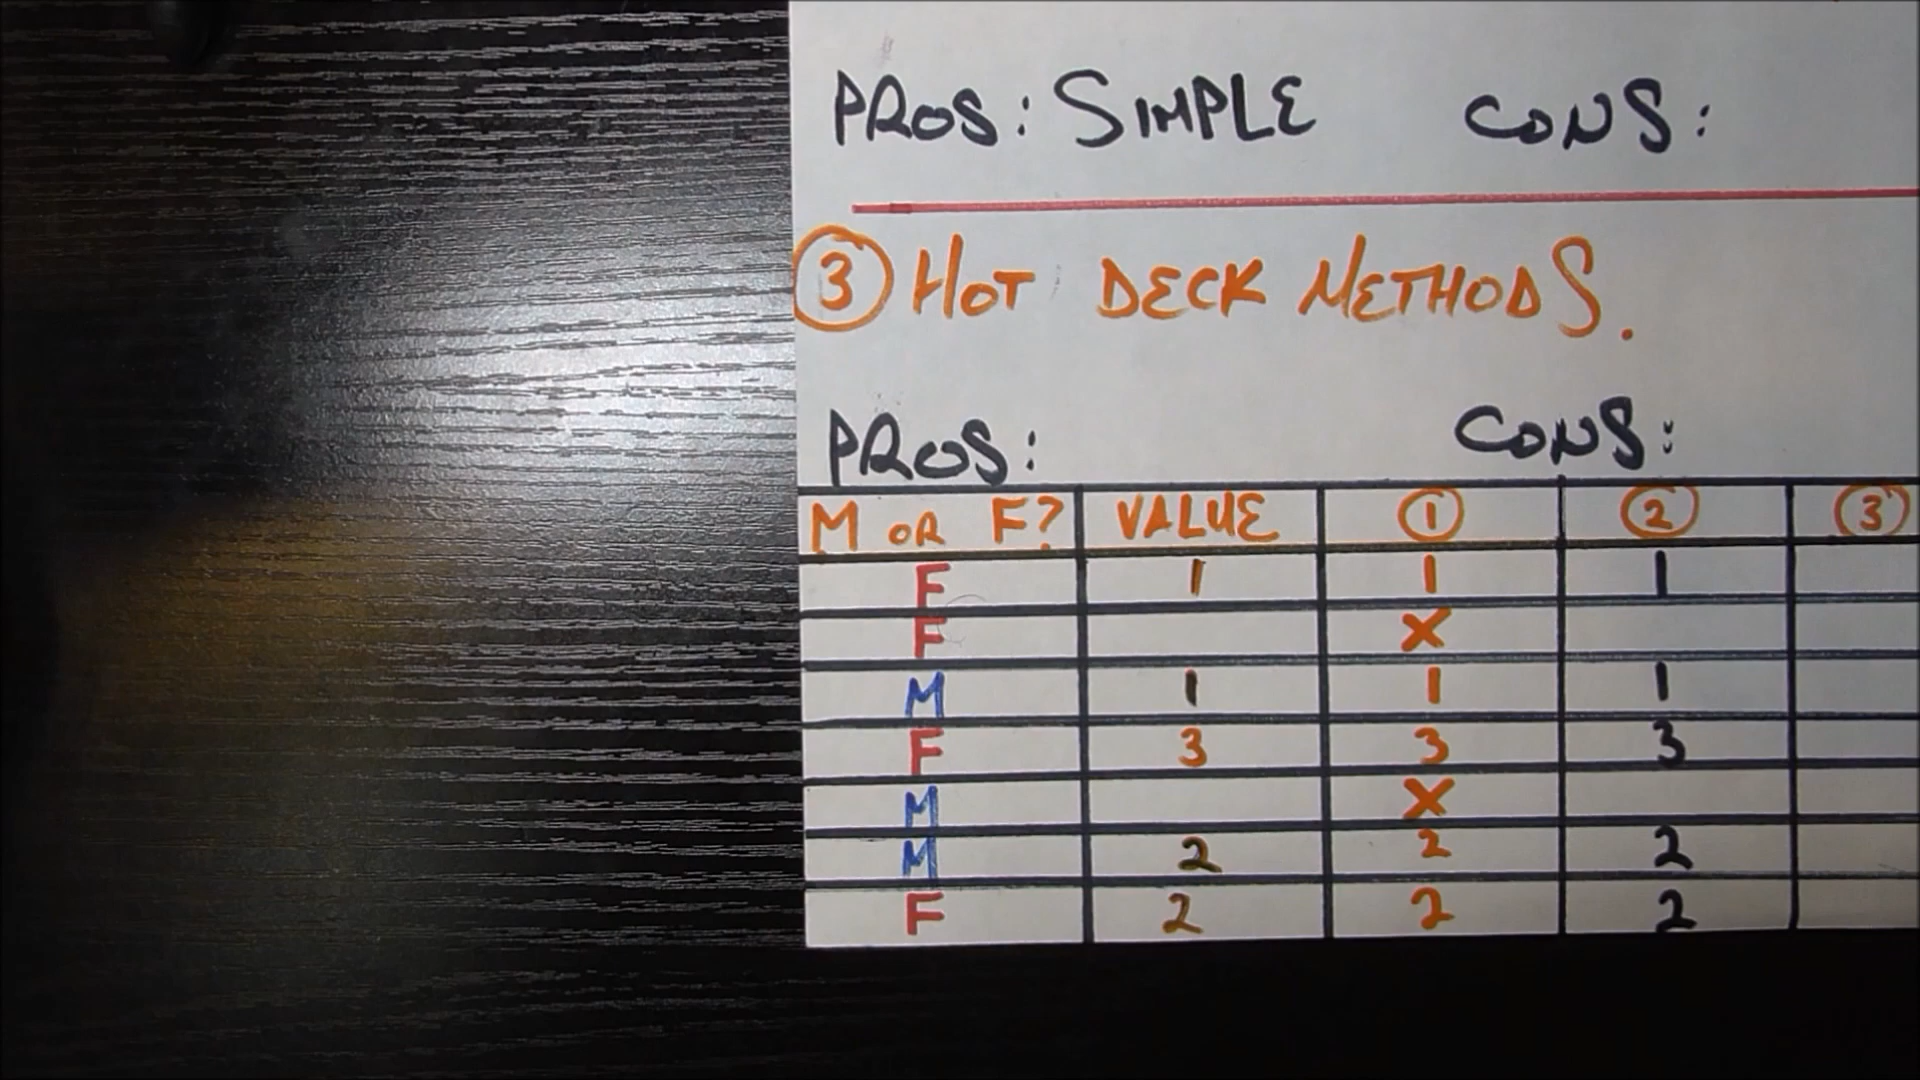 PROS: SIMPLE CONS:
3 HOT DECK METHODS.
PROS: CONS:
M OR F? VALUE 1 2 3
F 1 1 1
F X
M 1 1 1
F 3 3 3
M X
M 2 2 2
F 2 2 2